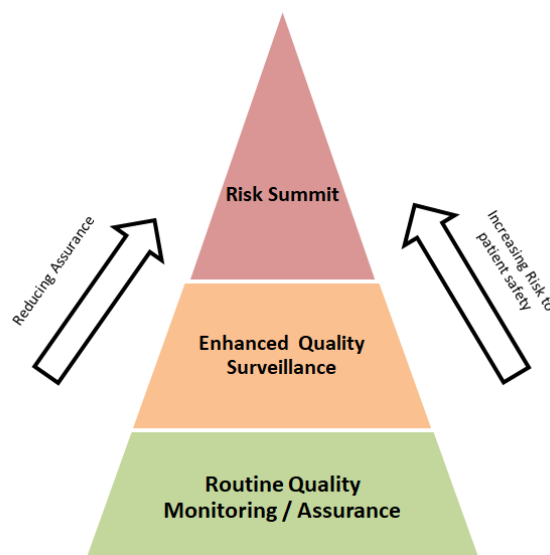 Risk Summit
Reducing Assurance
Increasing Risk to
patient safety
Enhanced Quality
Surveillance
Routine Quality
Monitoring / Assurance